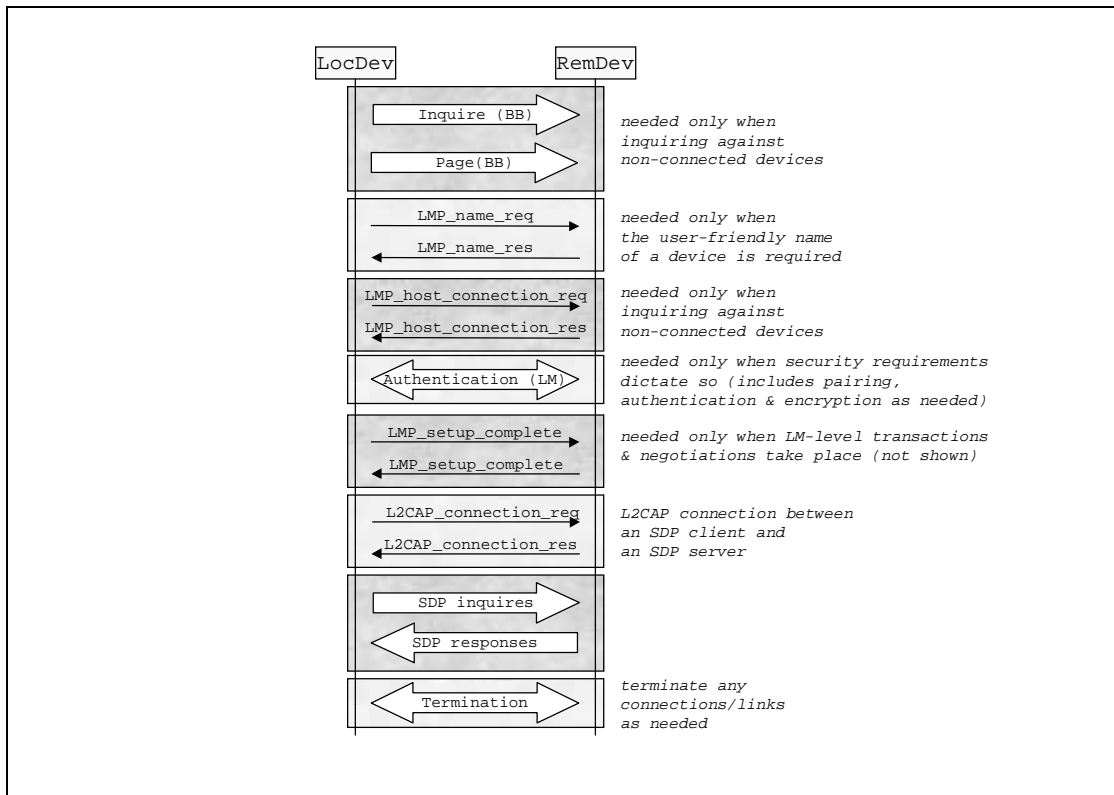 LocDev
RemDev
Inquire (BB)
Page(BB)
needed only when
inquiring against
non-connected devices
LMP_name_req
LMP_name_res
needed only when
the user-friendly name
of a device is required
LMP_host_connection_req
LMP_host_connection_res
needed only when
inquiring against
non-connected devices
Authentication (LM)
needed only when security requirements
dictate so (includes pairing,
authentication & encryption as needed)
LMP_setup_complete
LMP_setup_complete
needed only when LM-level transactions
& negotiations take place (not shown)
L2CAP_connection_req
L2CAP_connection_res
L2CAP connection between
an SDP client and
an SDP server
SDP inquires
SDP responses
Termination
terminate any
connections/links
as needed